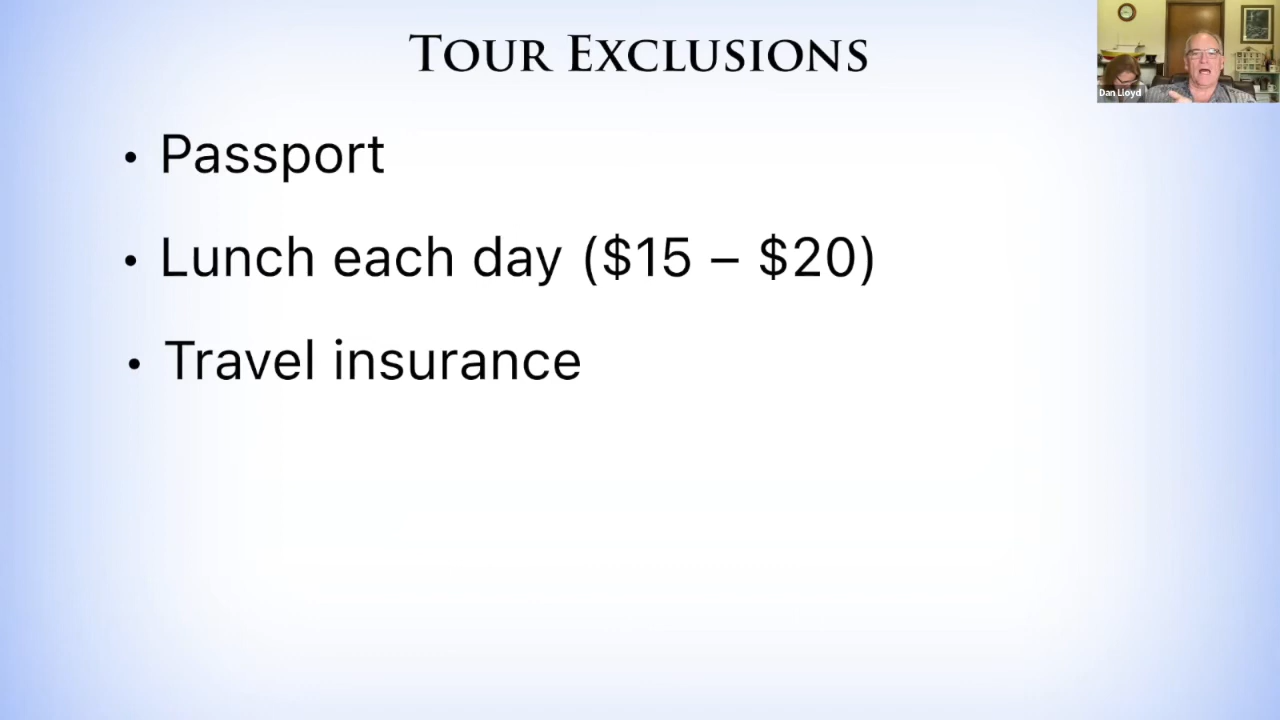 Tour Exclusions
• Passport
• Lunch each day ($15 – $20)
• Travel insurance
Dan Lloyd